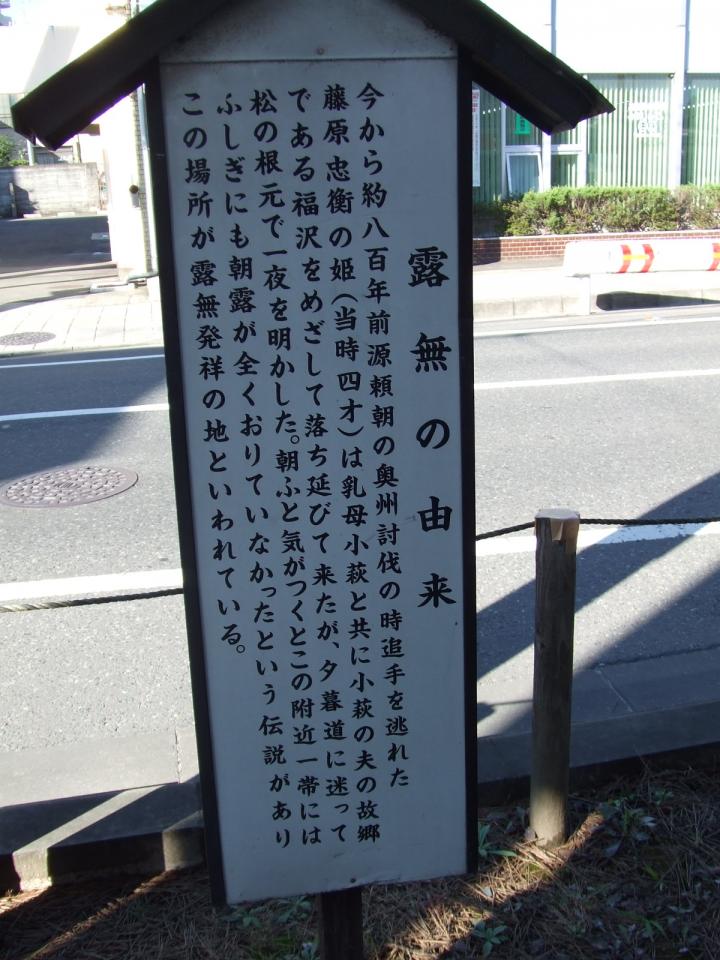 露無の由来
今から約八百年前源頼朝の奥州討伐の時追手を逃れた
藤原忠衡の姫(当時四才)は乳母小萩と共に小萩の夫の故郷
である福沢をめざして落ち延びて来たが、夕暮道に迷って
松の根元で一夜を明かした。朝ふと気がつくとこの附近一帯には
ふしぎにも朝露が全くおりていなかったという伝説があり
この場所が露無発祥の地といわれている。